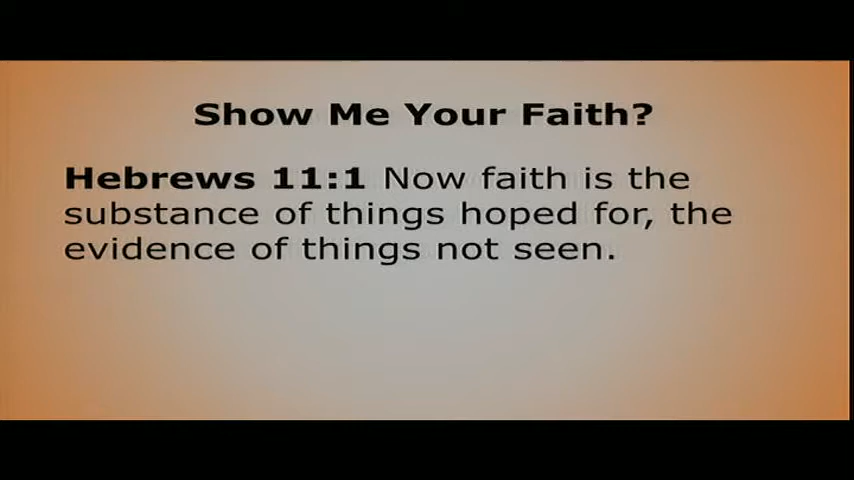 Show Me Your Faith?
Hebrews 11:1 Now faith is the
substance of things hoped for, the
evidence of things not seen.